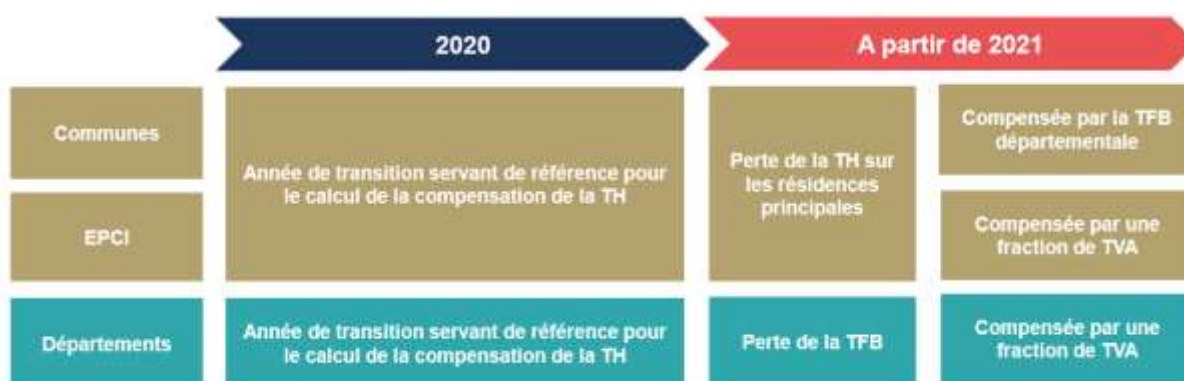 2020
A partir de 2021
Communes
EPCI
Année de transition servant de référence pour
le calcul de la compensation de la TH
Perte de la TH sur
les résidences
principales
Compensée par la TFB
départementale
Compensée par une
fraction de TVA
Départements
Année de transition servant de référence pour
le calcul de la compensation de la TH
Perte de la TFB
Compensée par une
fraction de TVA